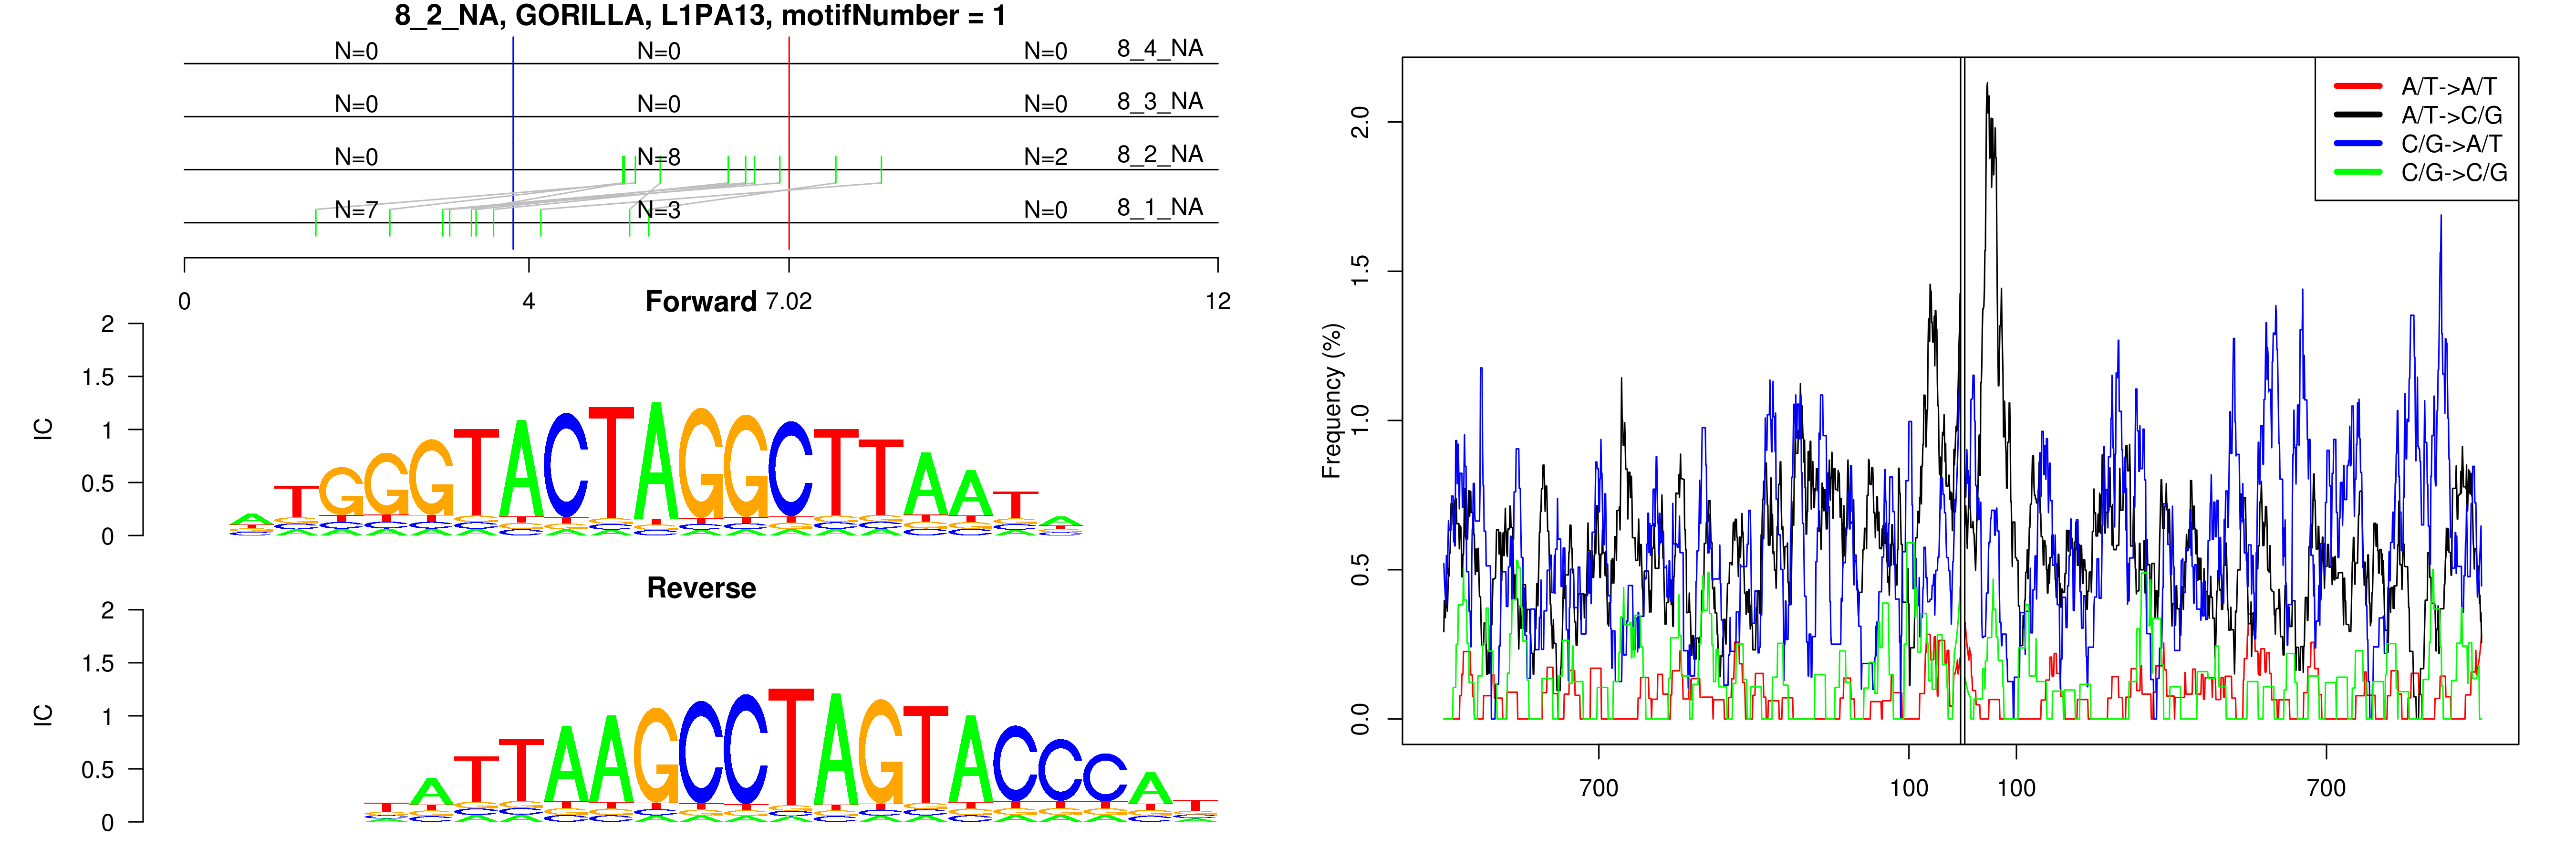 8_2_NA, GORILLA, L1PA13, motifNumber = 1
N=0 N=0 N=0 8_4_NA
N=0 N=0 N=0 8_3_NA
N=0 N=8 N=2 8_2_NA
N=7 N=3 N=0 8_1_NA
0 4 7.02 12
Forward
IC
2
1.5
1
0.5
0
ATGGGTACTAGGCTTAATA
Reverse
IC
2
1.5
1
0.5
0
TATTAAGCCTAGTACCCAT
Frequency (%)
2.0
1.5
1.0
0.5
0.0
700 100 100 700
A/T->A/T
A/T->C/G
C/G->A/T
C/G->C/G